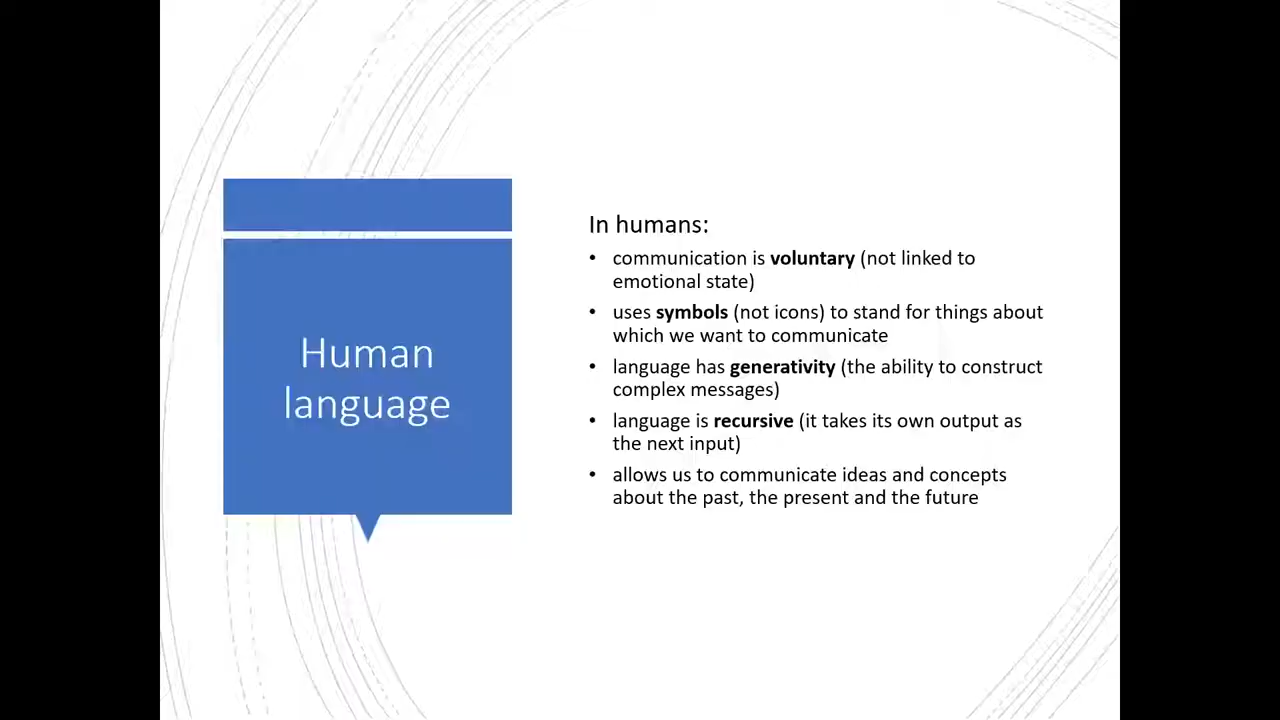 Human
language
In humans:
• communication is voluntary (not linked to
emotional state)
• uses symbols (not icons) to stand for things about
which we want to communicate
• language has generativity (the ability to construct
complex messages)
• language is recursive (it takes its own output as
the next input)
• allows us to communicate ideas and concepts
about the past, the present and the future